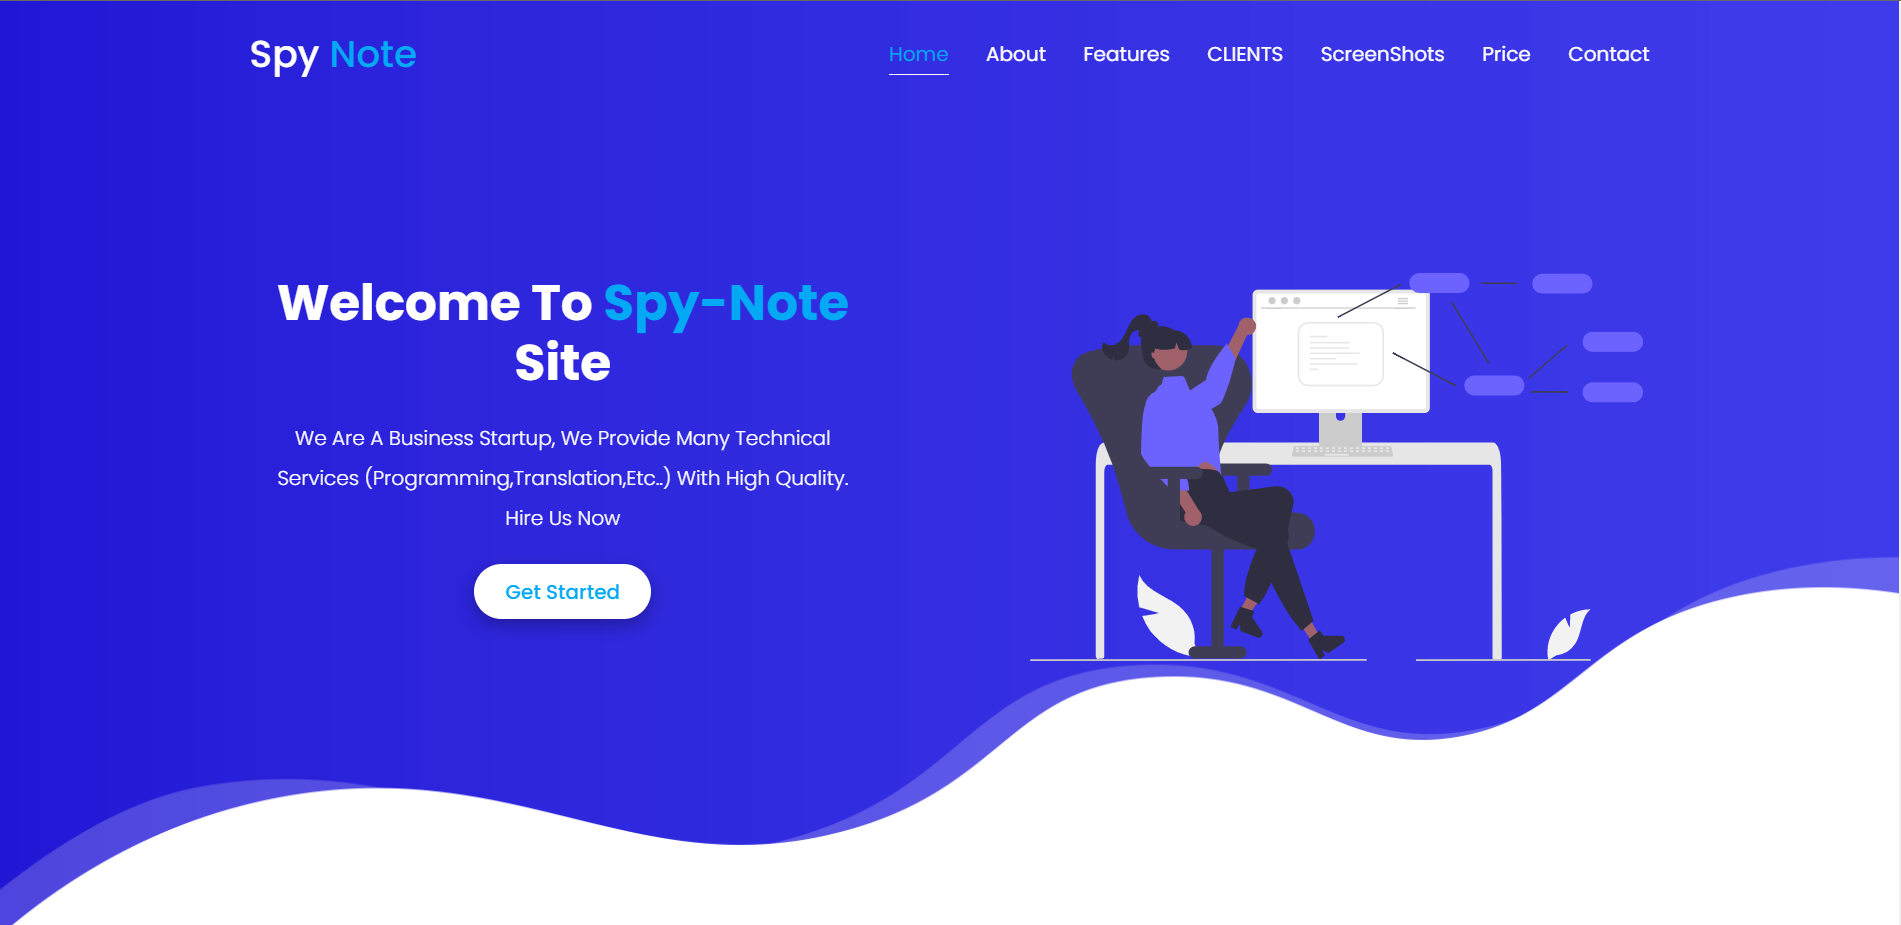 Spy Note
Home About Features CLIENTS ScreenShots Price Contact
Welcome To Spy-Note
Site
We Are A Business Startup, We Provide Many Technical
Services (Programming,Translation,Etc..) With High Quality.
Hire Us Now
Get Started